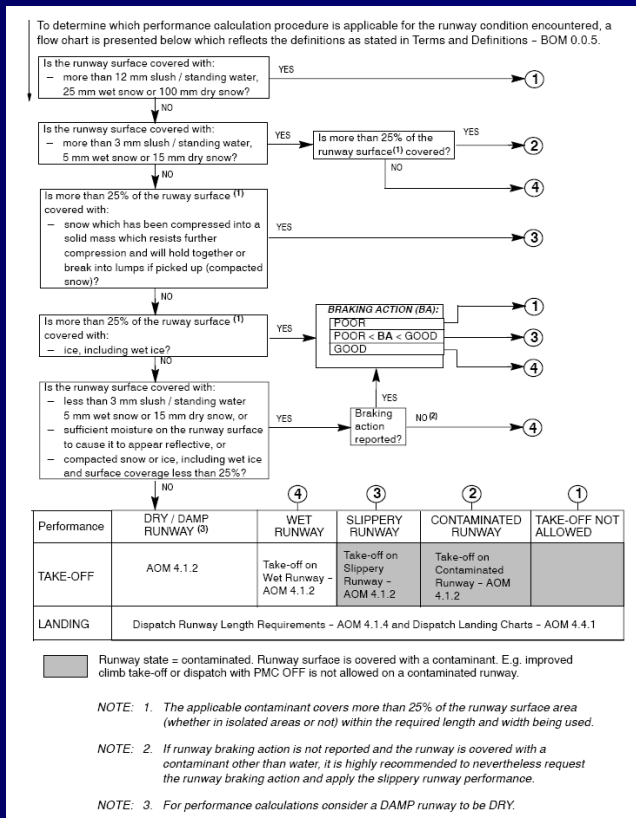 To determine which performance calculation procedure is applicable for the runway condition encountered, a
flow chart is presented below which reflects the definitions as stated in Terms and Definitions – BOM 0.0.5.
Is the runway surface covered with:
– more than 12 mm slush / standing water,
25 mm wet snow or 100 mm dry snow?
YES
1
NO
Is the runway surface covered with:
– more than 3 mm slush / standing water,
5 mm wet snow or 15 mm dry snow?
YES
Is more than 25% of the
runway surface(1) covered?
YES
2
NO
4
NO
Is more than 25% of the ruway surface (1)
covered with:
– snow which has been compressed into a
solid mass which resists further
compression and will hold together or
break into lumps if picked up (compacted
snow)?
YES
3
NO
Is more than 25% of the ruway surface (1)
covered with:
– ice, including wet ice?
YES
BRAKING ACTION (BA):
POOR
POOR < BA < GOOD
GOOD
1
3
4
NO
Is the runway surface covered with:
– less than 3 mm slush / standing water
5 mm wet snow or 15 mm dry snow, or
– sufficient moisture on the runway surface
to cause it to appear reflective, or
– compacted snow or ice, including wet ice
and surface coverage less than 25%?
YES
Braking
action
reported?
YES
NO(2)
4
NO
4
3
2
1
Performance
DRY / DAMP
RUNWAY (3)
WET
RUNWAY
SLIPPERY
RUNWAY
CONTAMINATED
RUNWAY
TAKE-OFF NOT
ALLOWED
TAKE-OFF
AOM 4.1.2
Take-off on
Wet Runway –
AOM 4.1.2
Take-off on
Slippery
Runway –
AOM 4.1.2
Take-off on
Contaminated
Runway – AOM
4.1.2
LANDING
Dispatch Runway Length Requirements – AOM 4.1.4 and Dispatch Landing Charts – AOM 4.4.1
Runway state = contaminated. Runway surface is covered with a contaminant. E.g. improved
climb take-off or dispatch with PMC OFF is not allowed on a contaminated runway.
NOTE: 1. The applicable contaminant covers more than 25% of the runway surface area
(whether in isolated areas or not) within the required length and width being used.
NOTE: 2. If runway braking action is not reported and the runway is covered with a
contaminant other than water, it is highly recommended to nevertheless request
the runway braking action and apply the slippery runway performance.
NOTE: 3. For performance calculations consider a DAMP runway to be DRY.